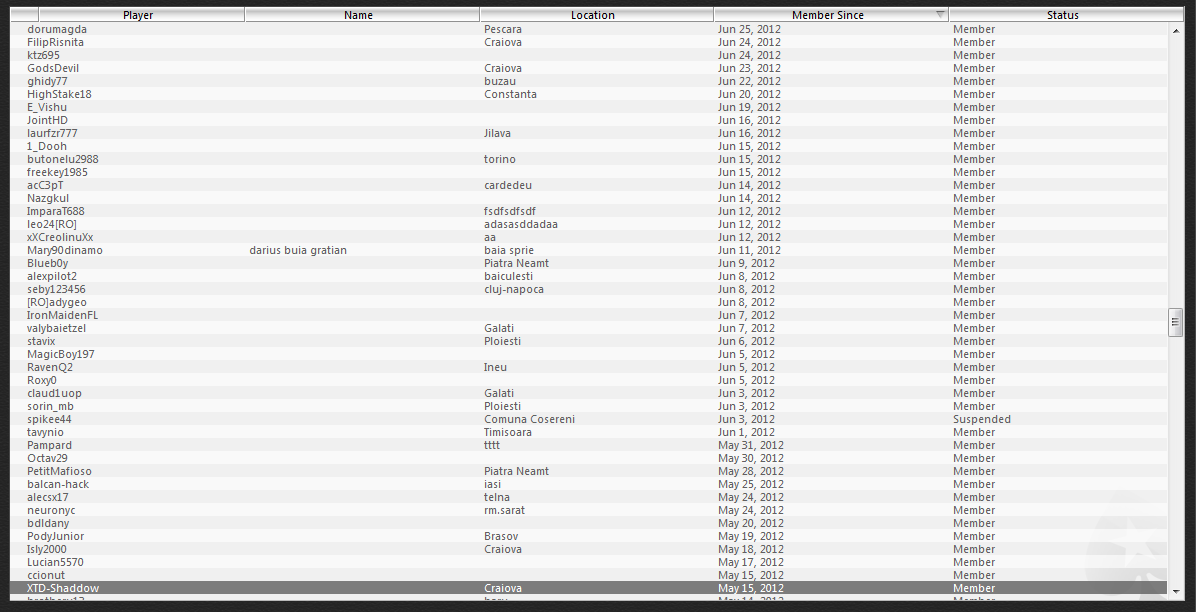 Player Name Location Member Since Status
dorumagda Pescara Jun 25, 2012 Member
FilipRisnita Craiova Jun 24, 2012 Member
ktz695 Jun 24, 2012 Member
GodsDevil Craiova Jun 23, 2012 Member
ghidy77 buzau Jun 22, 2012 Member
HighStake18 Constanta Jun 20, 2012 Member
E_Vishu Jun 19, 2012 Member
JointHD Jun 16, 2012 Member
laurfzr777 Jilava Jun 16, 2012 Member
1_Dooh Jun 15, 2012 Member
butonelu2988 torino Jun 15, 2012 Member
freekey1985 Jun 15, 2012 Member
acC3pT cardedeu Jun 14, 2012 Member
Nazgkul Jun 14, 2012 Member
ImparaT688 fsdfsdfsdf Jun 12, 2012 Member
leo24[RO] adasasddadaa Jun 12, 2012 Member
xXCreolinuXx aa Jun 12, 2012 Member
Mary90dinamo darius buia gratian baia sprie Jun 11, 2012 Member
Blueb0y Piatra Neamt Jun 9, 2012 Member
alexpilot2 baiculesti Jun 8, 2012 Member
seby123456 cluj-napoca Jun 8, 2012 Member
[RO]adygeo Jun 8, 2012 Member
IronMaidenFL Jun 7, 2012 Member
valybaietzel Galati Jun 7, 2012 Member
stavix Ploiesti Jun 6, 2012 Member
MagicBoy197 Jun 5, 2012 Member
RavenQ2 Ineu Jun 5, 2012 Member
Roxy0 Jun 5, 2012 Member
claud1uop Galati Jun 3, 2012 Member
sorin_mb Ploiesti Jun 3, 2012 Member
spikee44 Comuna Cosereni Jun 3, 2012 Suspended
tavynio Timisoara Jun 1, 2012 Member
Pampard tttt May 31, 2012 Member
Octav29 May 30, 2012 Member
PetitMafioso Piatra Neamt May 28, 2012 Member
balcan-hack iasi May 25, 2012 Member
alecsx17 telna May 24, 2012 Member
neuronyc rm.sarat May 24, 2012 Member
bdldany May 20, 2012 Member
PodyJunior Brasov May 19, 2012 Member
Isly2000 Craiova May 18, 2012 Member
Lucian5570 May 17, 2012 Member
ccionut May 15, 2012 Member
XTD-Shaddow Craiova May 15, 2012 Member